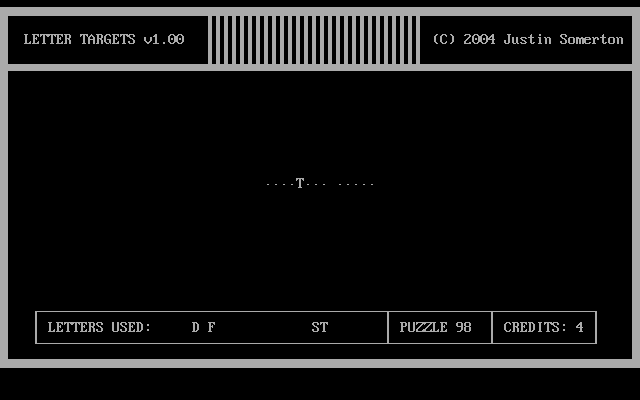 LETTER TARGETS v1.00
(C) 2004 Justin Somerton
....T... .....
LETTERS USED: D F ST
PUZZLE 98
CREDITS: 4